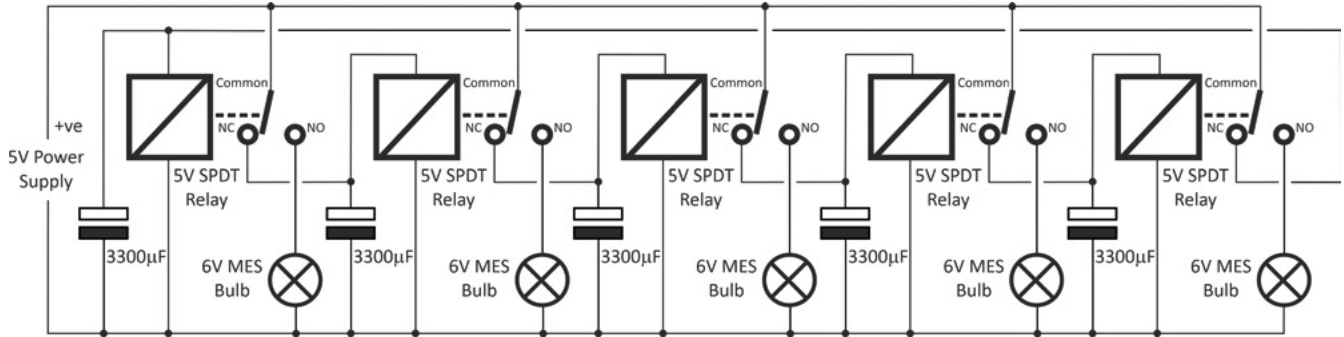 Common
Common
Common
Common
Common
+ve
5V Power
Supply
NC
NO
NC
NO
NC
NO
NC
NO
NC
NO
5V SPDT
Relay
5V SPDT
Relay
5V SPDT
Relay
5V SPDT
Relay
5V SPDT
Relay
3300µF
6V MES
Bulb
3300µF
6V MES
Bulb
3300µF
6V MES
Bulb
3300µF
6V MES
Bulb
3300µF
6V MES
Bulb